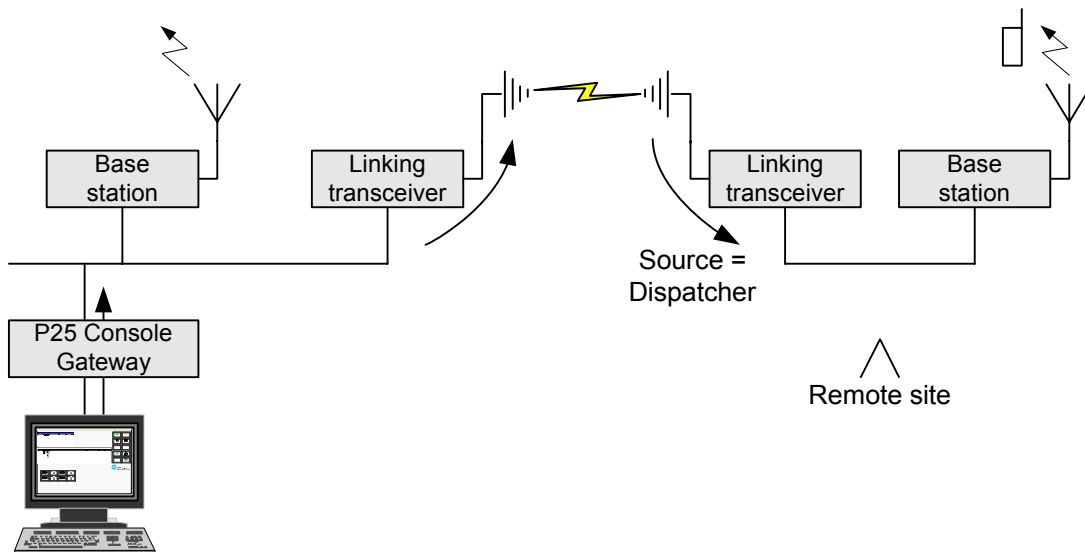 Base
station
Linking
transceiver
Linking
transceiver
Base
station
Source =
Dispatcher
P25 Console
Gateway
Remote site